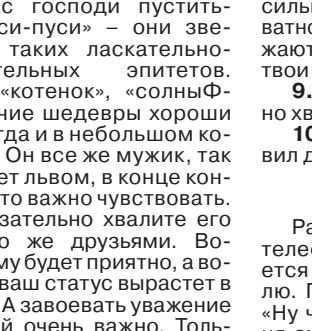 ас господи пустить-
си-пуси» – они зве-
таких ласкательно-
тельных эпитетов.
«котенок», «солныФ-
чие шедевры хороши
гда и в небольшом ко-
Он все же мужик, так
ет львом, в конце кон-
то важно чувствовать.
зательно хвалите его
о же друзьями. Во-
му будет приятно, а во-
ваш статус вырастет в
А завоевать уважение
й очень важно. Толь-
силь
ватно
жают
твои
9.
но хв
10
вил д
Ра
телес
ется
лю. П
«Ну ч